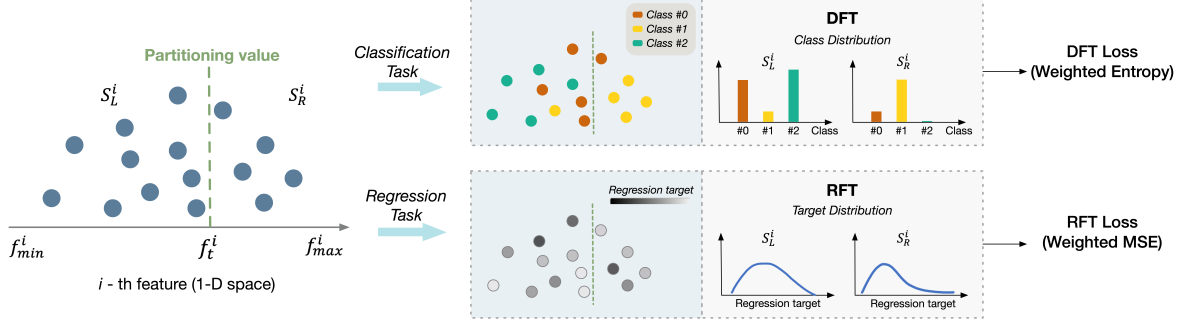 Partitioning value
S_L^i
S_R^i
f_min^i
f_t^i
f_max^i
i - th feature (1-D space)
Classification
Task
Regression
Task
Class #0
Class #1
Class #2
DFT
Class Distribution
S_L^i
S_R^i
#0 #1 #2 Class
#0 #1 #2 Class
DFT Loss
(Weighted Entropy)
Regression target
RFT
Target Distribution
S_L^i
S_R^i
Regression target
Regression target
RFT Loss
(Weighted MSE)